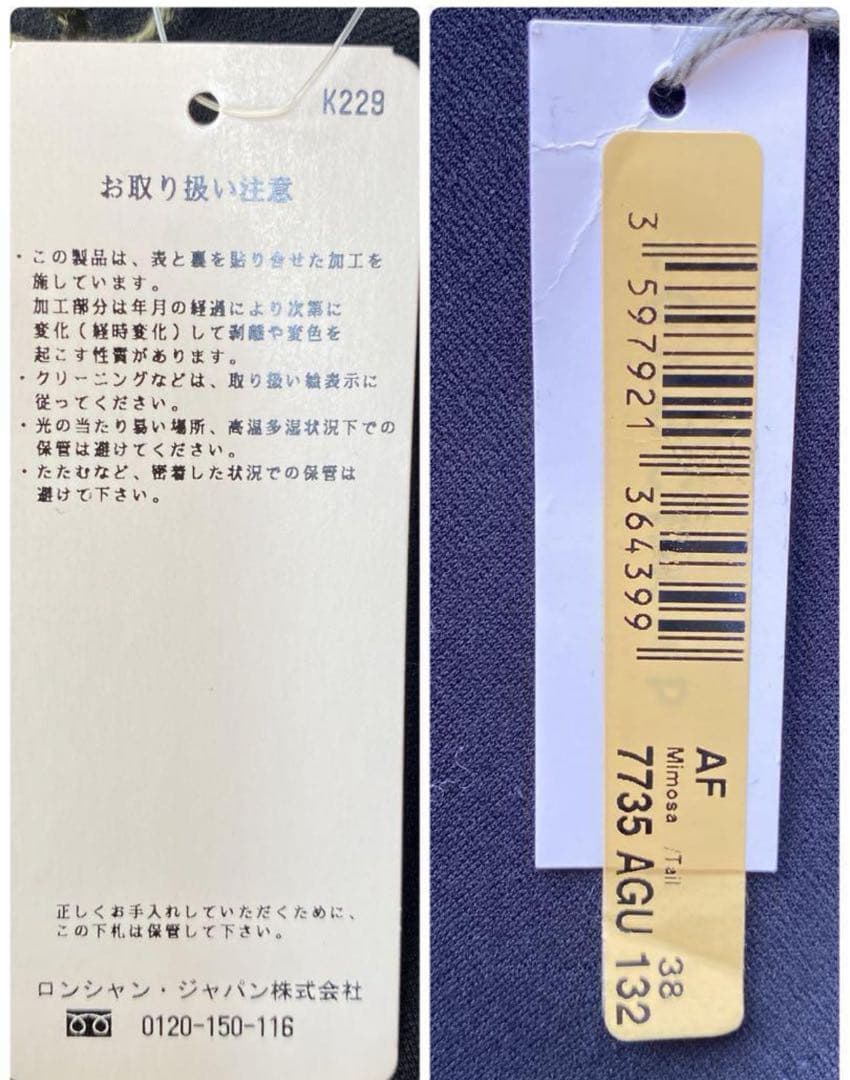 K229
お取り扱い注意
・この製品は、表と裏を貼り合せた加工を
施しています。
加工部分は年月の経過により次第に
変化(経時変化)して剥離や変色を
起こす性質があります。
・クリーニングなどは、取り扱い絵表示に
従ってください。
・光の当たり易い場所、高温多湿状況下での
保管は避けてください。
・たたむなど、密着した状況での保管は
避けて下さい。
正しくお手入れしていただくために、
この下札は保管して下さい。
ロンシャン・ジャパン株式会社
0120-150-116
3 597921 364399
P
AF
Mimosa /Tail 38
7735 AGU 132